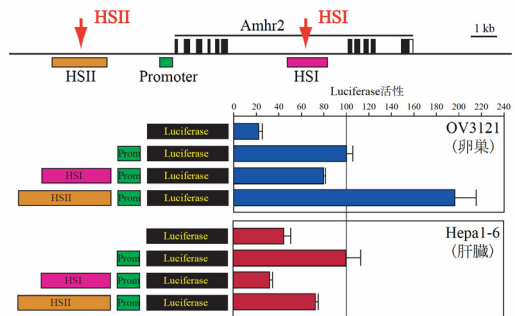 HSII
HSI
Amhr2
1 kb
HSII
Promoter
HSI
Luciferase活性
0 20 40 60 80 100 120 140 160 180 200 220 240
Luciferase
OV3121
(卵巣)
Prom Luciferase
HSI Prom Luciferase
HSII Prom Luciferase
Luciferase
Hepa1-6
(肝臓)
Prom Luciferase
HSI Prom Luciferase
HSII Prom Luciferase